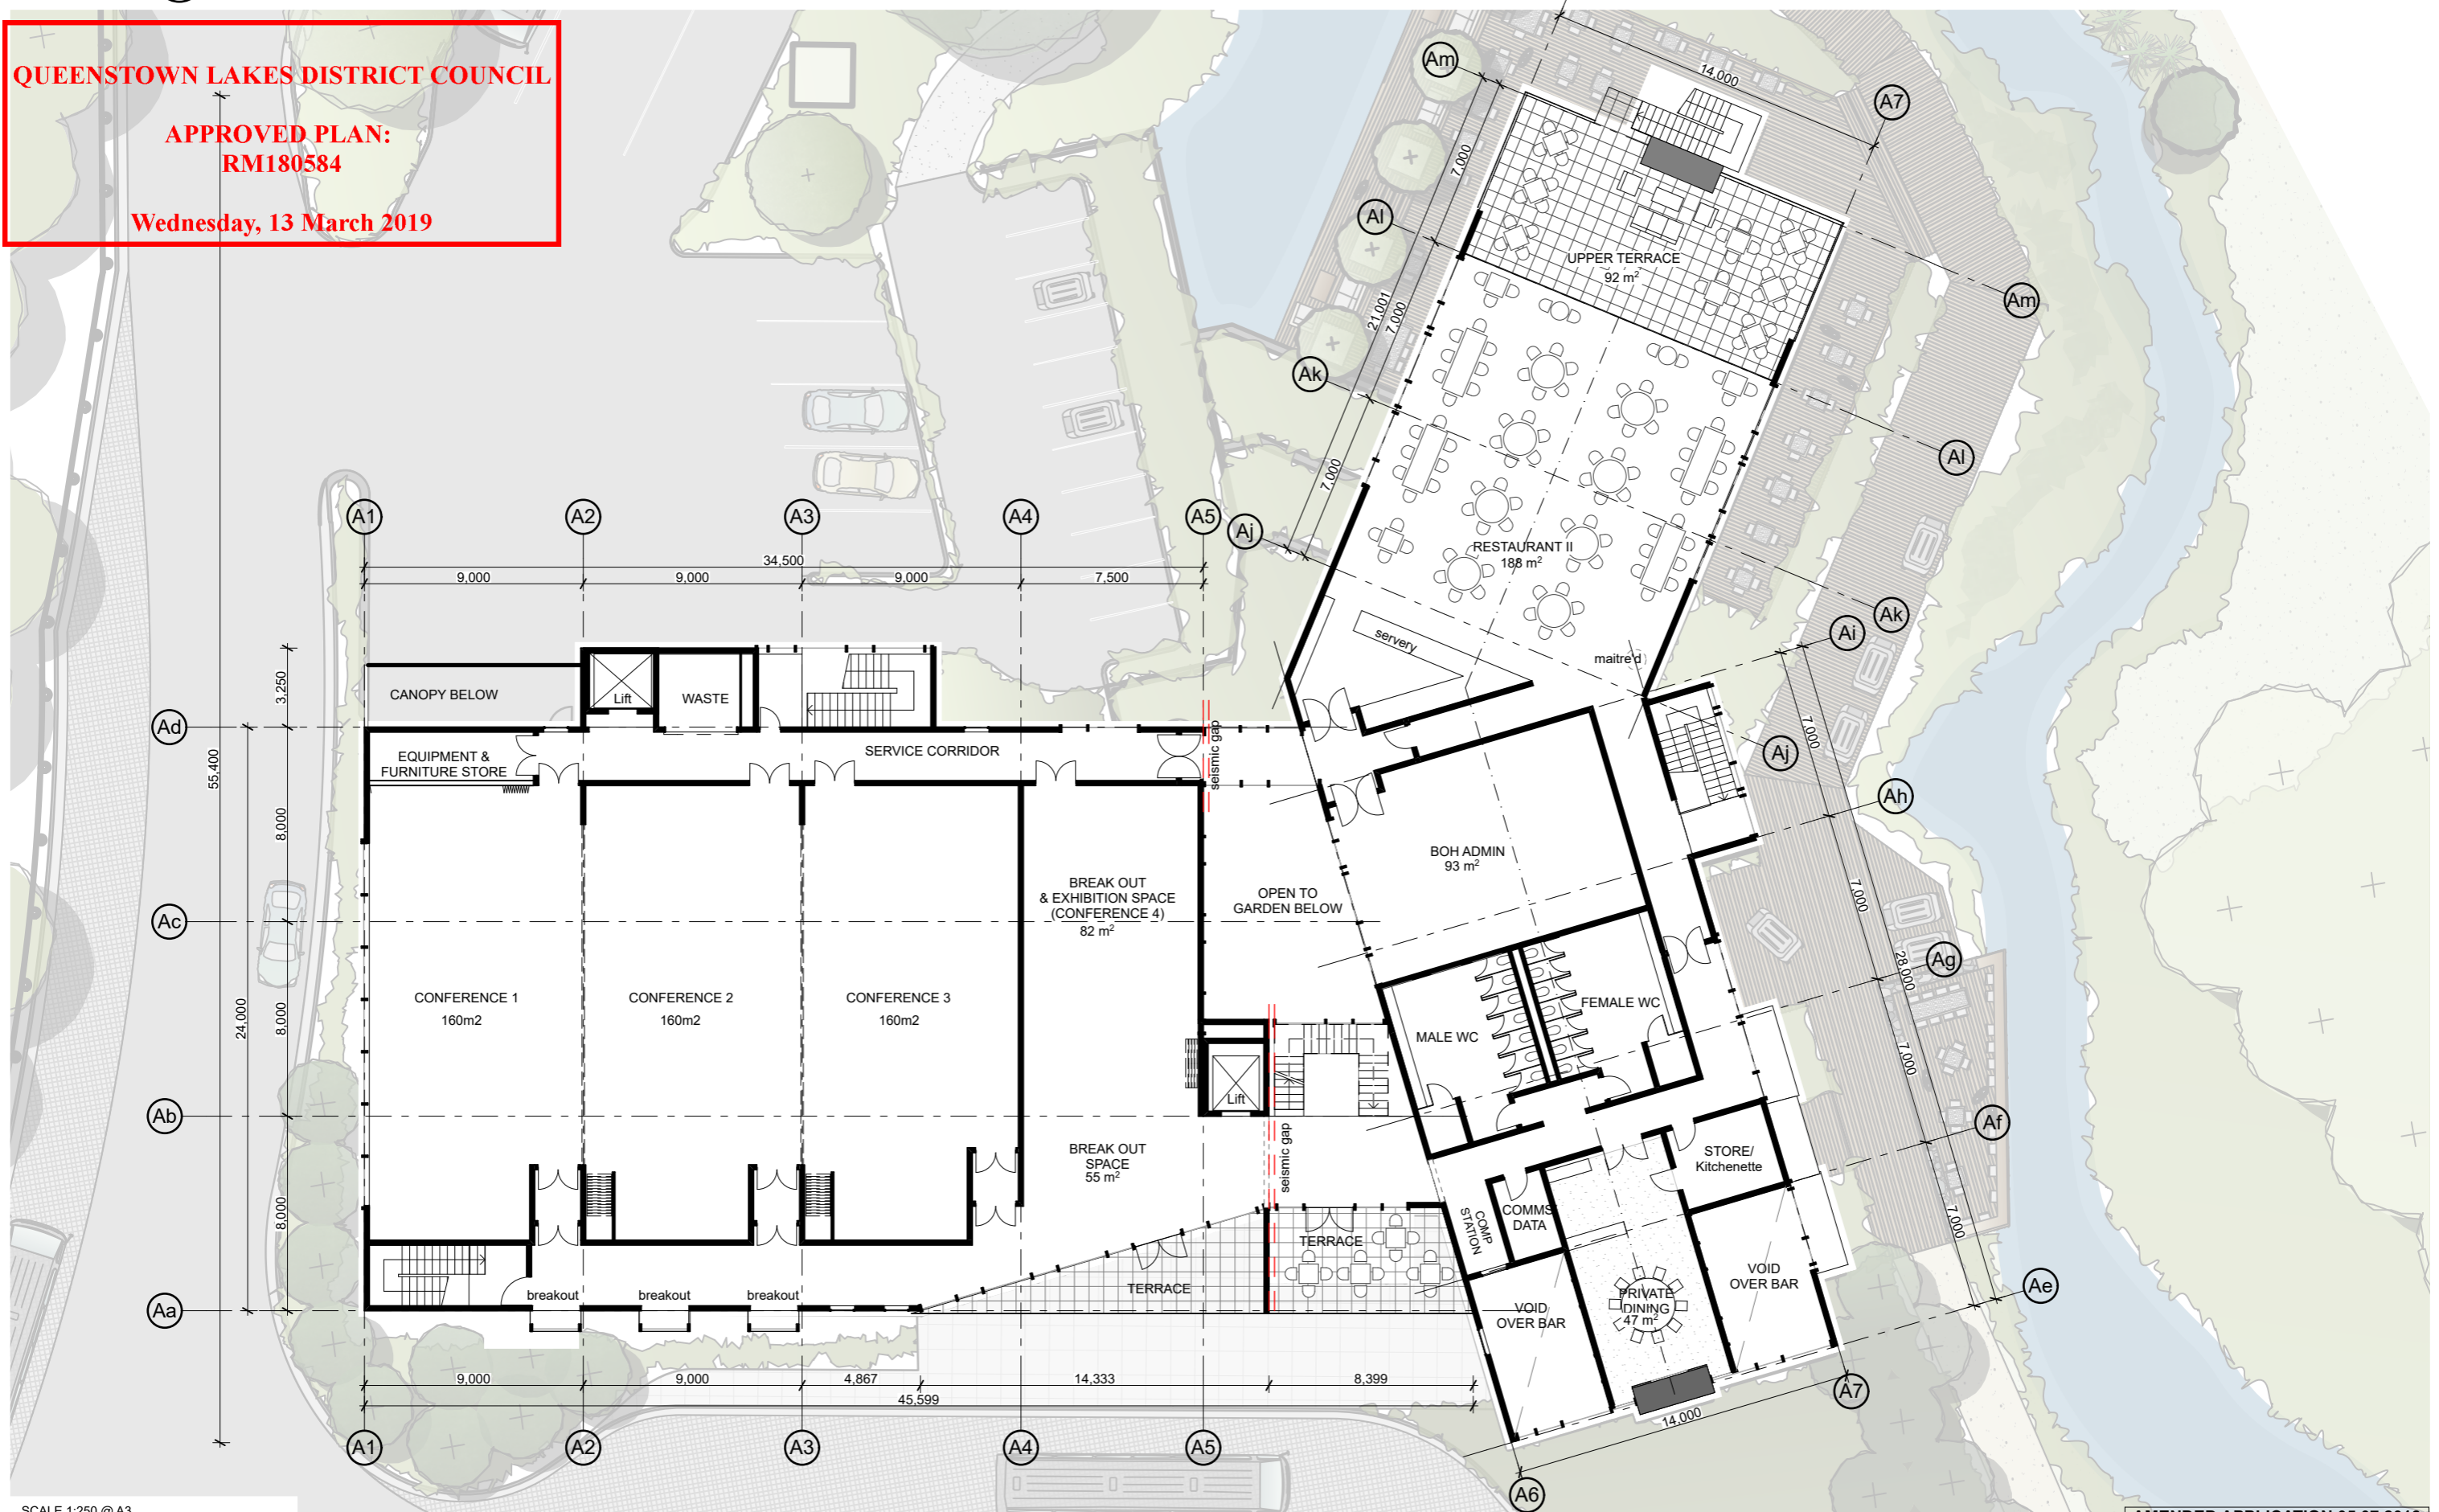 QUEENSTOWN LAKES DISTRICT COUNCIL
APPROVED PLAN:
RM180584
Wednesday, 13 March 2019
Am
14,000
A7
7,000
Al
UPPER TERRACE
92 m²
Am
21,001
7,000
Ak
Al
7,000
A1
A2
A3
A4
A5
Aj
34,500
9,000
9,000
9,000
7,500
RESTAURANT II
188 m²
Ak
Ai
servery
maitre'd
3,250
CANOPY BELOW
Lift
WASTE
Ad
seismic gap
7,000
Aj
55,400
EQUIPMENT &
FURNITURE STORE
SERVICE CORRIDOR
Ah
8,000
BOH ADMIN
93 m²
BREAK OUT
& EXHIBITION SPACE
(CONFERENCE 4)
82 m²
OPEN TO
GARDEN BELOW
7,000
Ac
28,000
Ag
CONFERENCE 1
160m2
CONFERENCE 2
160m2
CONFERENCE 3
160m2
24,000
8,000
FEMALE WC
MALE WC
7,000
Lift
Ab
Af
BREAK OUT
SPACE
55 m²
seismic gap
STORE/
Kitchenette
8,000
COMP
STATION
COMMS
DATA
7,000
TERRACE
TERRACE
VOID
OVER BAR
Ae
breakout
breakout
breakout
Aa
VOID
OVER BAR
PRIVATE
DINING
47 m²
9,000
9,000
4,867
14,333
8,399
45,599
A7
14,000
A1
A2
A3
A4
A5
A6
SCALE 1:250 @ A3